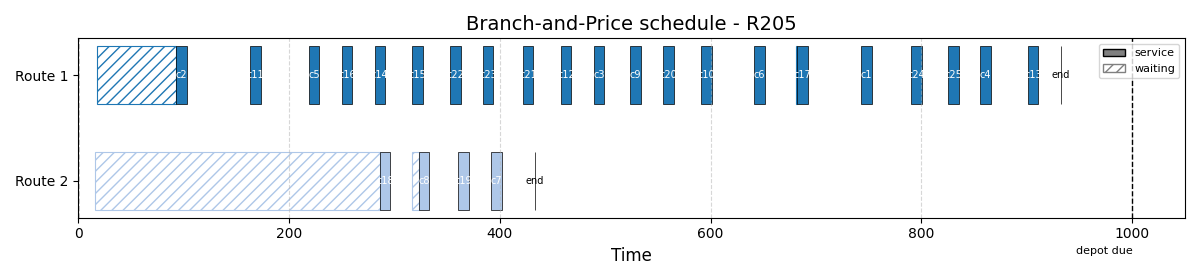 Branch-and-Price schedule - R205
Route 1
c2 c11 c5 c16 c14 c15 c22 c23 c21 c12 c3 c9 c20 c10 c6 c17 c1 c24 c25 c4 c13 end
service
waiting
Route 2
c18 c8 c19 c7 end
0 200 400 600 800 1000
Time
depot due